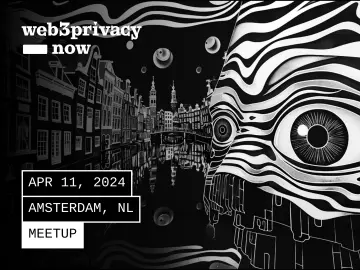 web3privacy
now
APR 11, 2024
AMSTERDAM, NL
MEETUP